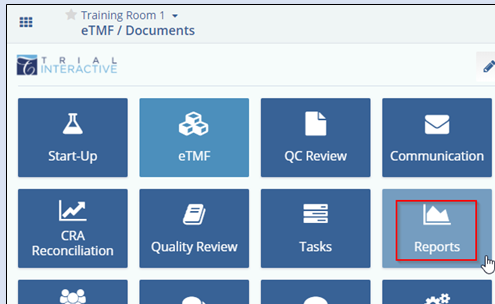 Training Room 1
eTMF / Documents
TRIAL
INTERACTIVE
Start-Up
eTMF
QC Review
Communication
CRA
Reconciliation
Quality Review
Tasks
Reports